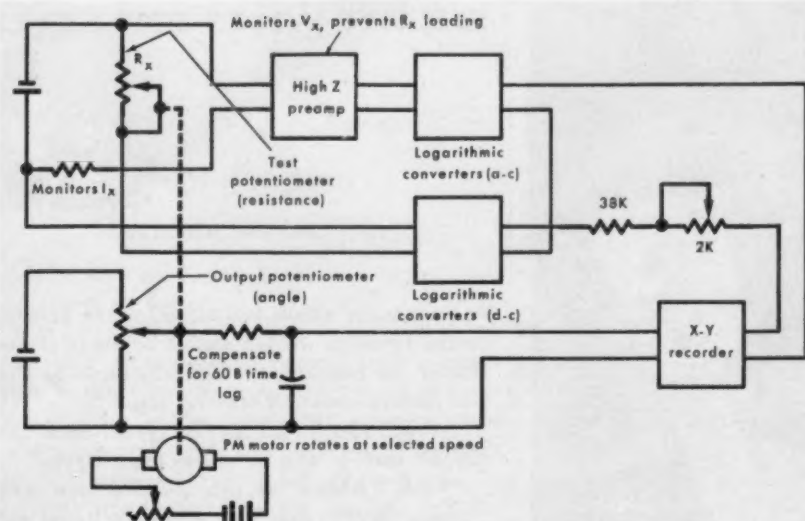 Monitors Vx, prevents Rx loading
Rx
High Z
preamp
Test
potentiometer
(resistance)
Monitors Ix
Logarithmic
converters (a-c)
38K
2K
Output potentiometer
(angle)
Logarithmic
converters (d-c)
X-Y
recorder
Compensate
for 60 B time
lag
PM motor rotates at selected speed